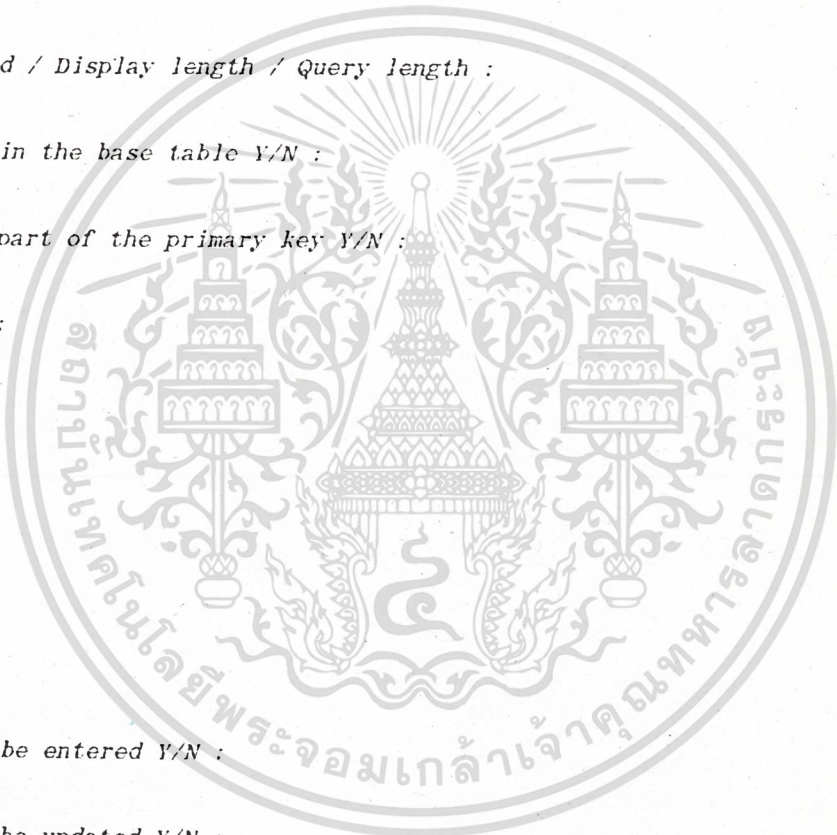 d / Display length / Query length :
in the base table Y/N :
part of the primary key Y/N :
:
be entered Y/N :
be updated Y/N :
สถาบันเทคโนโลยีพระจอมเกล้าเจ้าคุณทหารลาดกระบัง